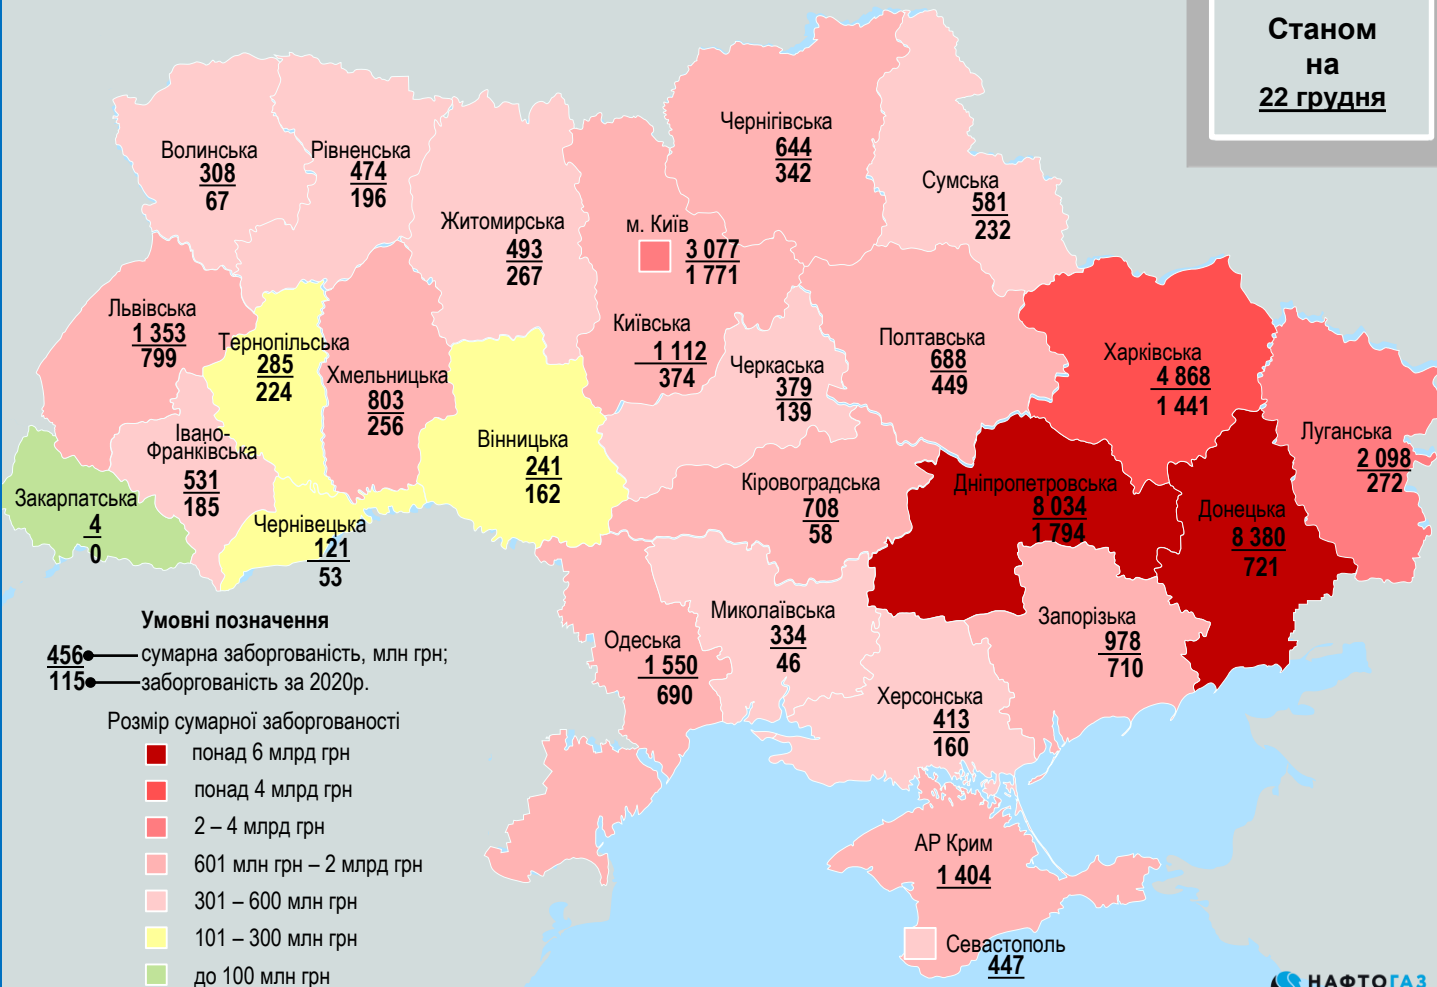 Станом
на
22 грудня
Чернігівська
644
342
Волинська
308
67
Рівненська
474
196
Сумська
581
232
Житомирська
493
267
м. Київ
3 077
1 771
Львівська
1 353
799
Тернопільська
285
224
Хмельницька
803
256
Київська
1 112
374
Черкаська
379
139
Полтавська
688
449
Харківська
4 868
1 441
Луганська
2 098
272
Івано-
Франківська
531
185
Вінницька
241
162
Закарпатська
4
0
Чернівецька
121
53
Кіровоградська
708
58
Дніпропетровська
8 034
1 794
Донецька
8 380
721
Одеська
1 550
690
Миколаївська
334
46
Запорізька
978
710
Херсонська
413
160
АР Крим
1 404
Севастополь
447
Умовні позначення
456 сумарна заборгованість, млн грн;
115 заборгованість за 2020р.
Розмір сумарної заборгованості
понад 6 млрд грн
понад 4 млрд грн
2 – 4 млрд грн
601 млн грн – 2 млрд грн
301 – 600 млн грн
101 – 300 млн грн
до 100 млн грн
НАФТОГАЗ